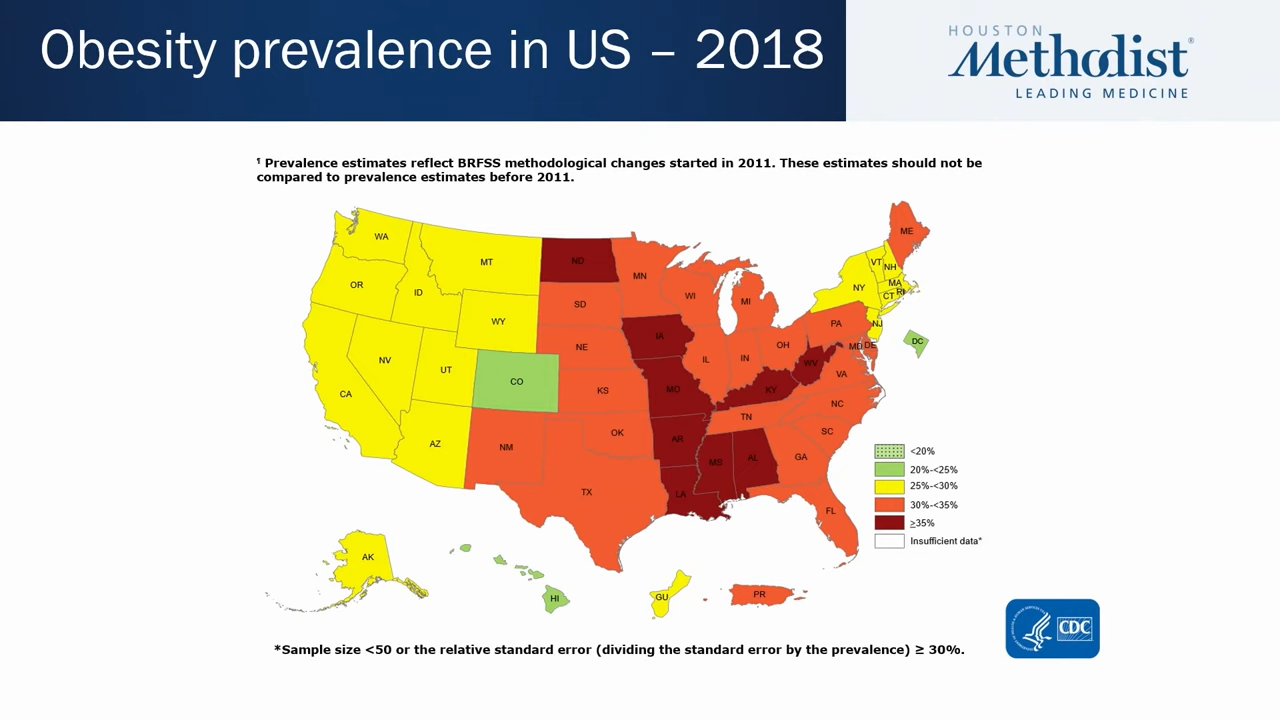 Obesity prevalence in US – 2018
HOUSTON
Methodist®
LEADING MEDICINE
¶ Prevalence estimates reflect BRFSS methodological changes started in 2011. These estimates should not be
compared to prevalence estimates before 2011.
WA
MT
ND
MN
ME
OR
ID
WY
SD
WI
MI
NY
VT
NH
MA
RI
CT
NV
UT
CO
NE
IA
IL
IN
OH
PA
NJ
MD
DE
DC
CA
AZ
NM
KS
MO
KY
WV
VA
OK
AR
TN
NC
SC
TX
LA
MS
AL
GA
FL
AK
HI
GU
PR
<20%
20%-<25%
25%-<30%
30%-<35%
≥35%
Insufficient data*
CDC
*Sample size <50 or the relative standard error (dividing the standard error by the prevalence) ≥ 30%.